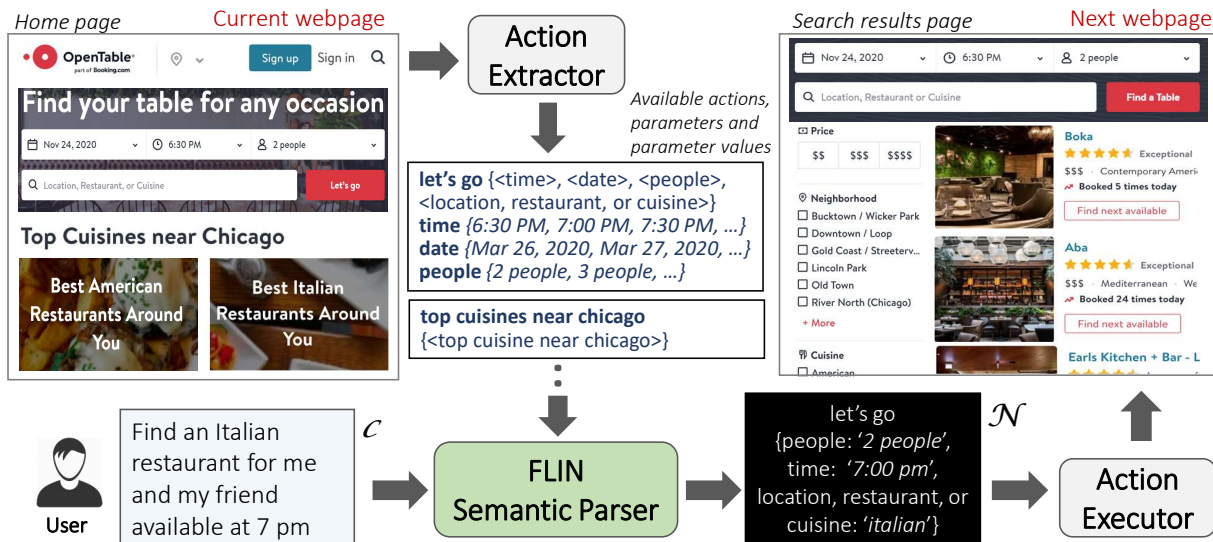 Home page
Current webpage
OpenTable
part of Booking.com
Sign up
Sign in
Find your table for any occasion
Nov 24, 2020
6:30 PM
2 people
Location, Restaurant, or Cuisine
Let's go
Top Cuisines near Chicago
Best American
Restaurants Around
You
Best Italian
Restaurants Around
You
Action
Extractor
Available actions,
parameters and
parameter values
let's go {<time>, <date>, <people>,
<location, restaurant, or cuisine>}
time {6:30 PM, 7:00 PM, 7:30 PM, ...}
date {Mar 26, 2020, Mar 27, 2020, ...}
people {2 people, 3 people, ...}
top cuisines near chicago
{<top cuisine near chicago>}
Search results page
Next webpage
Nov 24, 2020
6:30 PM
2 people
Location, Restaurant or Cuisine
Find a Table
Price
$$
$$$
$$$$
Neighborhood
Bucktown / Wicker Park
Downtown / Loop
Gold Coast / Streeterv...
Lincoln Park
Old Town
River North (Chicago)
+ More
Cuisine
American
Boka
Exceptional
$$$ · Contemporary Ameri
Booked 5 times today
Find next available
Aba
Exceptional
$$$ · Mediterranean · We
Booked 24 times today
Find next available
Earls Kitchen + Bar - L
User
Find an Italian
restaurant for me
and my friend
available at 7 pm
C
FLIN
Semantic Parser
let's go
{people: '2 people',
time: '7:00 pm',
location, restaurant, or
cuisine: 'italian'}
N
Action
Executor